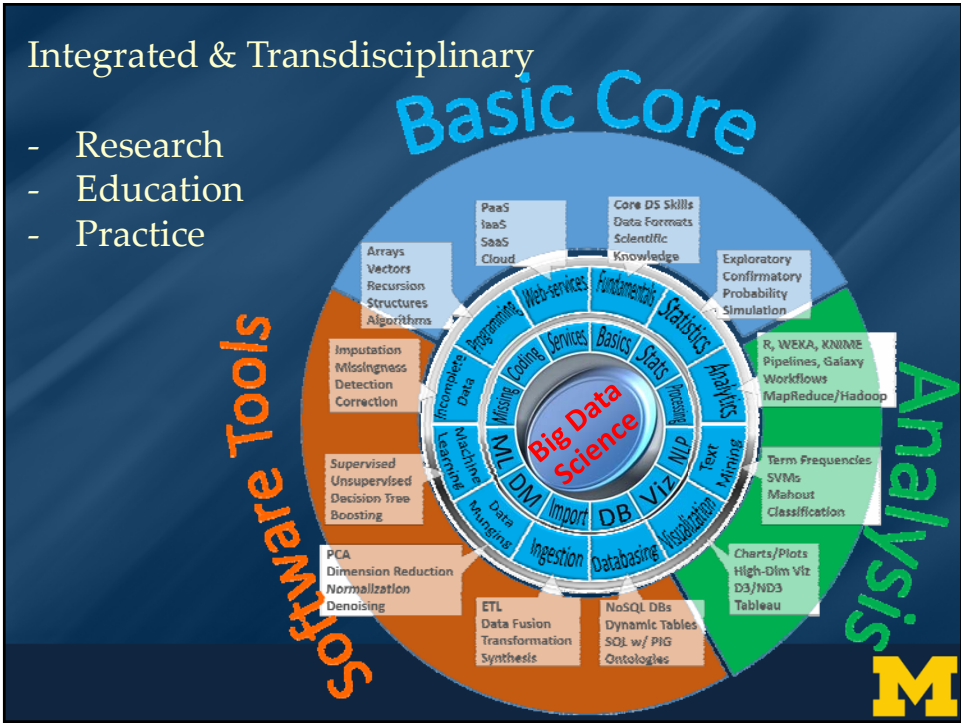 Integrated & Transdisciplinary
- Research
- Education
- Practice
Basic Core
Software Tools
Analysis
PaaS
IaaS
SaaS
Cloud
Core DS Skills
Data Formats
Scientific
Knowledge
Arrays
Vectors
Recursion
Structures
Algorithms
Exploratory
Confirmatory
Probability
Simulation
Imputation
Missingness
Detection
Correction
R, WEKA, KNIME
Pipelines, Galaxy
Workflows
MapReduce/Hadoop
Supervised
Unsupervised
Decision Tree
Boosting
Term Frequencies
SVMs
Mahout
Classification
PCA
Dimension Reduction
Normalization
Denoising
Charts/Plots
High-Dim Viz
D3/ND3
Tableau
ETL
Data Fusion
Transformation
Synthesis
NoSQL DBs
Dynamic Tables
SQL w/ PIG
Ontologies
Web-services
Fundamentals
Statistics
Analytics
Text
Mining
Visualization
Databasing
Ingestion
Data
Munging
Machine
Learning
Incomplete
Data
Programming
Services
Basics
Stats
Processing
NLP
Viz
DB
Import
DM
ML
Missing
Coding
Big Data
Science
M